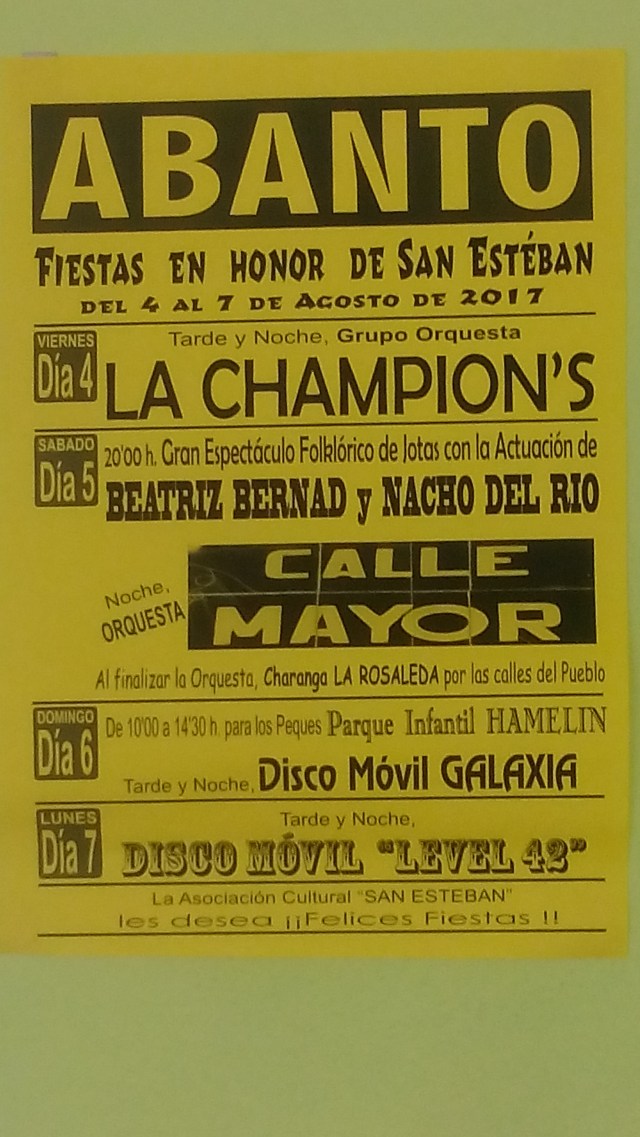 ABANTO
FIESTAS EN HONOR DE SAN ESTÉBAN
DEL 4 AL 7 DE AGOSTO DE 2017
VIERNES
Día 4
Tarde y Noche, Grupo Orquesta
LA CHAMPION'S
SABADO
Día 5
20'00 h. Gran Espectáculo Folklórico de Jotas con la Actuación de
BEATRIZ BERNAD y NACHO DEL RIO
Noche,
ORQUESTA
CALLE
MAYOR
Al finalizar la Orquesta, Charanga LA ROSALEDA por las calles del Pueblo
DOMINGO
Día 6
De 10'00 a 14'30 h. para los Peques Parque Infantil HAMELIN
Tarde y Noche, Disco Móvil GALAXIA
LUNES
Día 7
Tarde y Noche,
DISCO MÓVIL "LEVEL 42"
La Asociación Cultural "SAN ESTEBAN"
les desea ¡¡Felices Fiestas !!